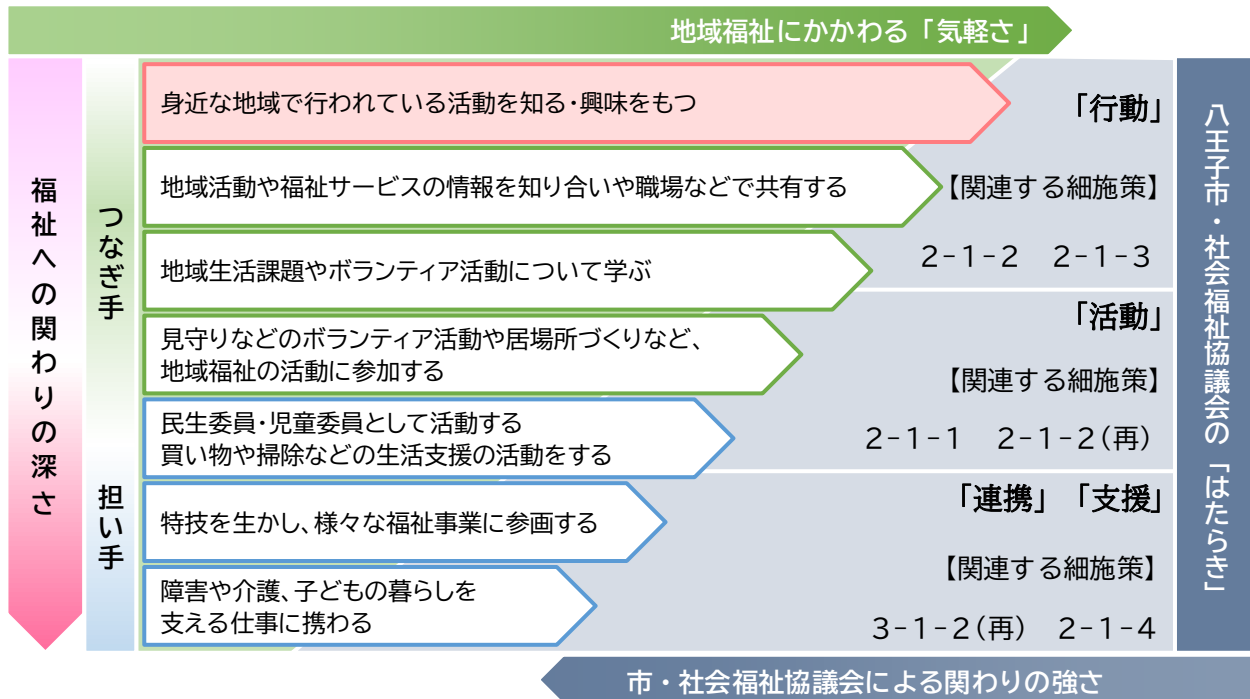 地域福祉にかかわる「気軽さ」
福祉への関わりの深さ
つなぎ手
担い手
身近な地域で行われている活動を知る・興味をもつ
地域活動や福祉サービスの情報を知り合いや職場などで共有する
地域生活課題やボランティア活動について学ぶ
見守りなどのボランティア活動や居場所づくりなど、
地域福祉の活動に参加する
民生委員・児童委員として活動する
買い物や掃除などの生活支援の活動をする
特技を生かし、様々な福祉事業に参画する
障害や介護、子どもの暮らしを
支える仕事に携わる
「行動」
【関連する細施策】
2-1-2 2-1-3
「活動」
【関連する細施策】
2-1-1 2-1-2(再)
「連携」「支援」
【関連する細施策】
3-1-2(再) 2-1-4
八王子市・社会福祉協議会の「はたらき」
市・社会福祉協議会による関わりの強さ